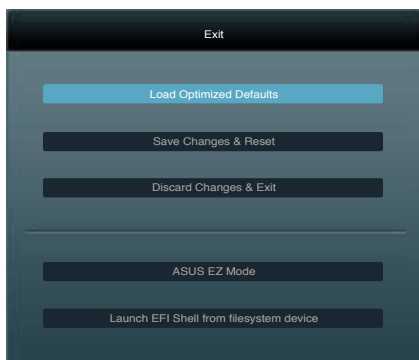 Exit
Load Optimized Defaults
Save Changes & Reset
Discard Changes & Exit
ASUS EZ Mode
Launch EFI Shell from filesystem device